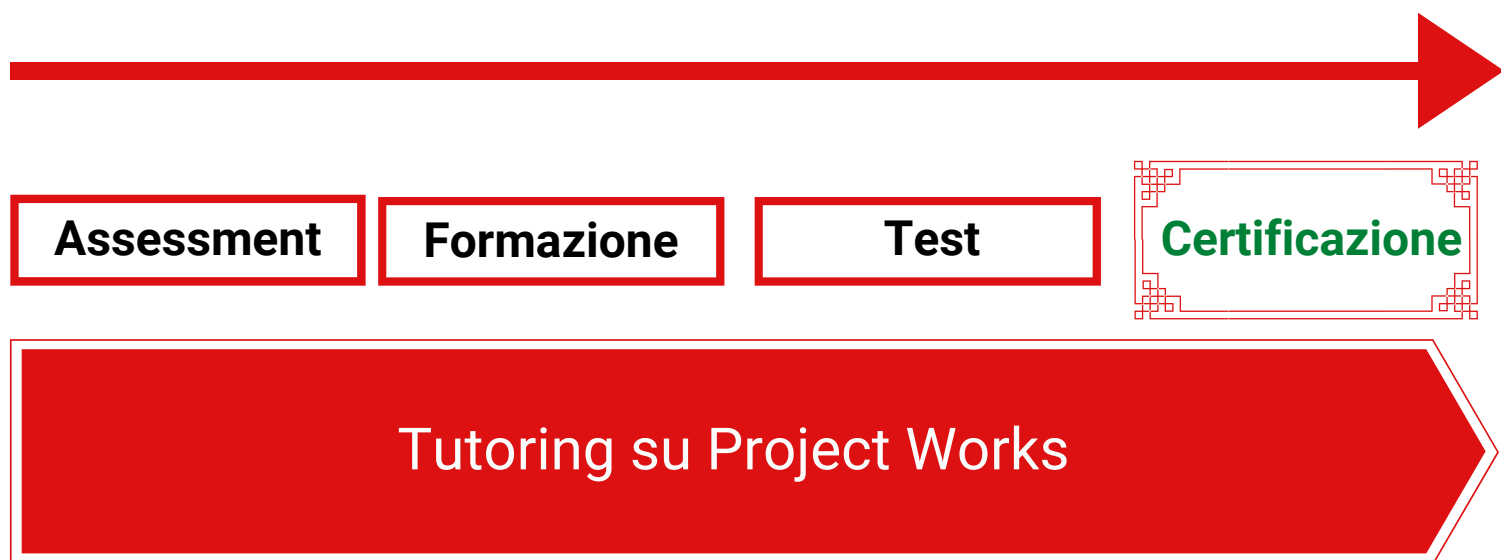 Assessment
Formazione
Test
Certificazione
Tutoring su Project Works